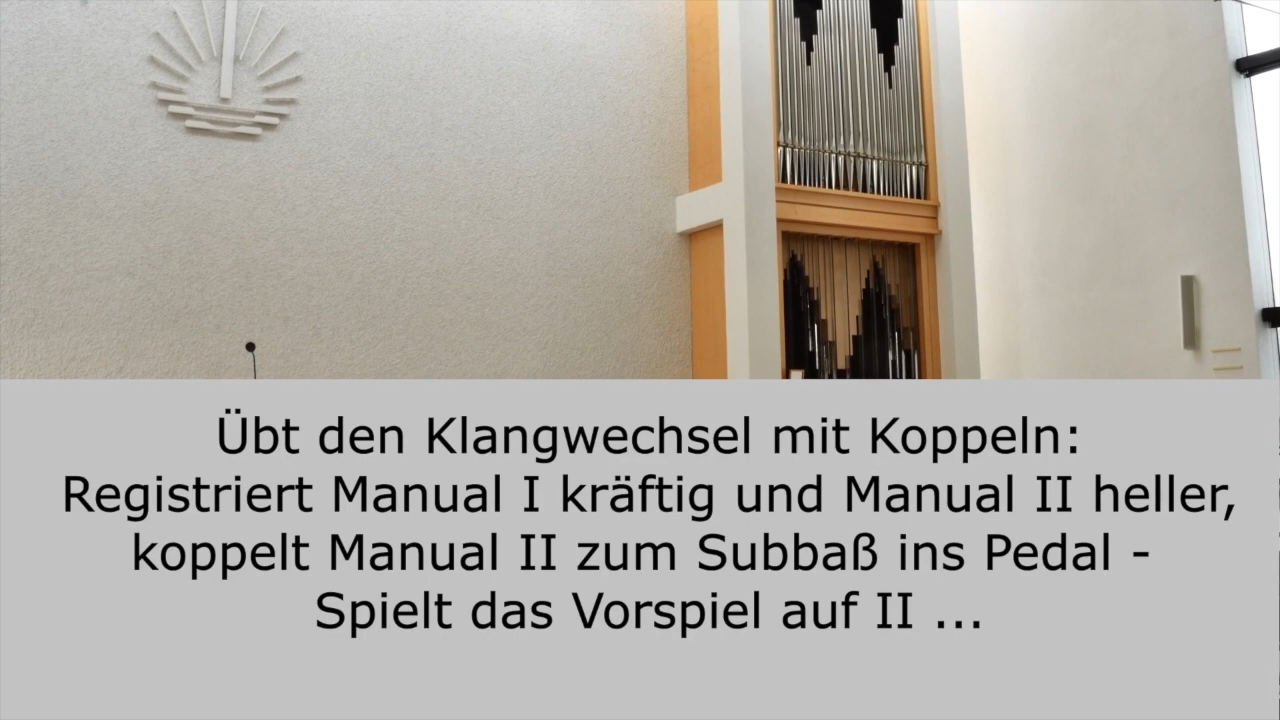 Übt den Klangwechsel mit Koppeln:
Registriert Manual I kräftig und Manual II heller,
koppelt Manual II zum Subbaß ins Pedal -
Spielt das Vorspiel auf II ...